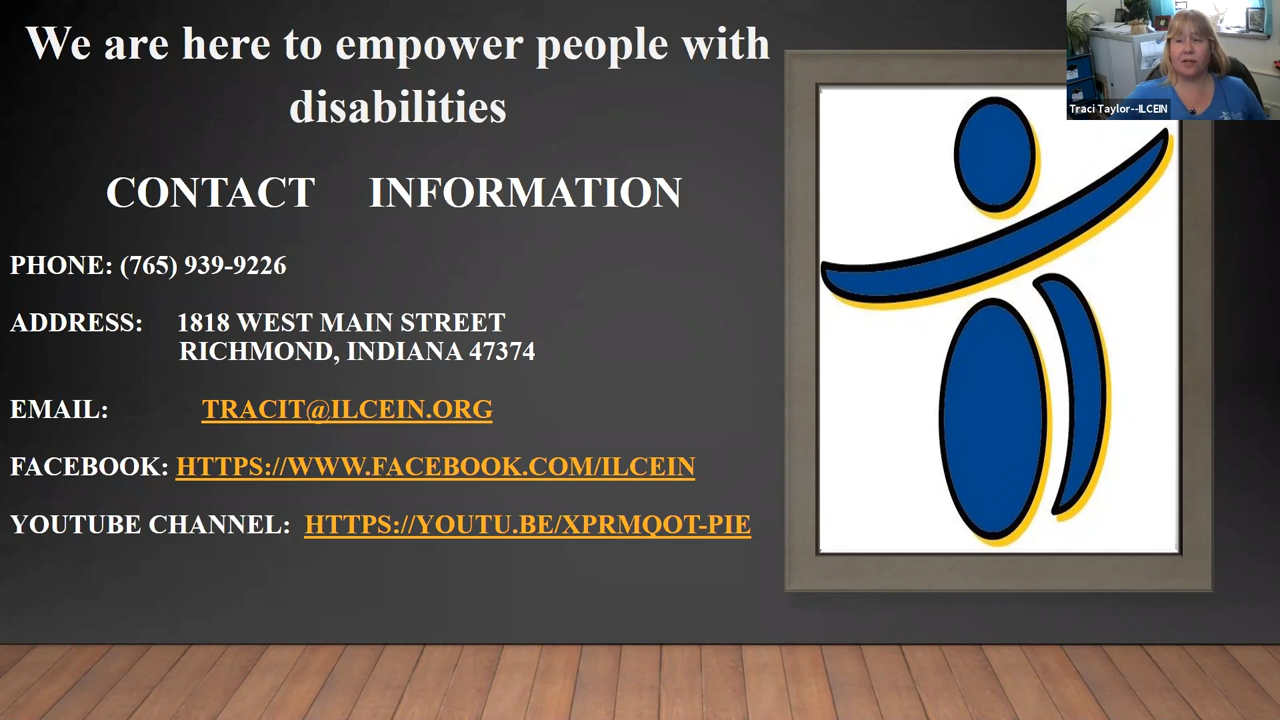 We are here to empower people with
disabilities
CONTACT INFORMATION
PHONE: (765) 939-9226
ADDRESS: 1818 WEST MAIN STREET
RICHMOND, INDIANA 47374
EMAIL: TRACIT@ILCEIN.ORG
FACEBOOK: HTTPS://WWW.FACEBOOK.COM/ILCEIN
YOUTUBE CHANNEL: HTTPS://YOUTU.BE/XPRMQOT-PIE
Traci Taylor--ILCEIN